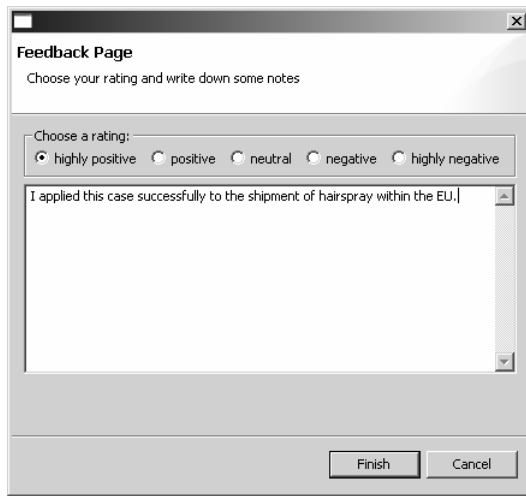 Feedback Page
Choose your rating and write down some notes
Choose a rating:
highly positive positive neutral negative highly negative
I applied this case successfully to the shipment of hairspray within the EU.
Finish Cancel